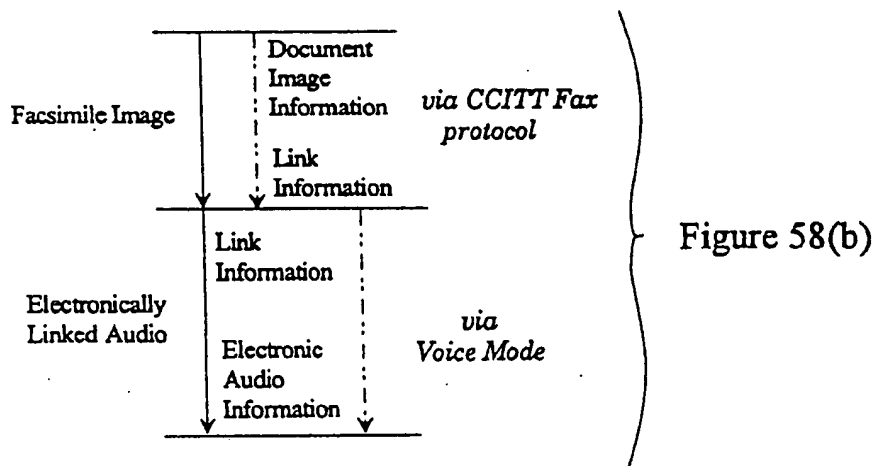 Document
Image
Information
Facsimile Image
via CCITT Fax
protocol
Link
Information
Link
Information
Electronically
Linked Audio
Electronic
Audio
Information
via
Voice Mode
Figure 58(b)